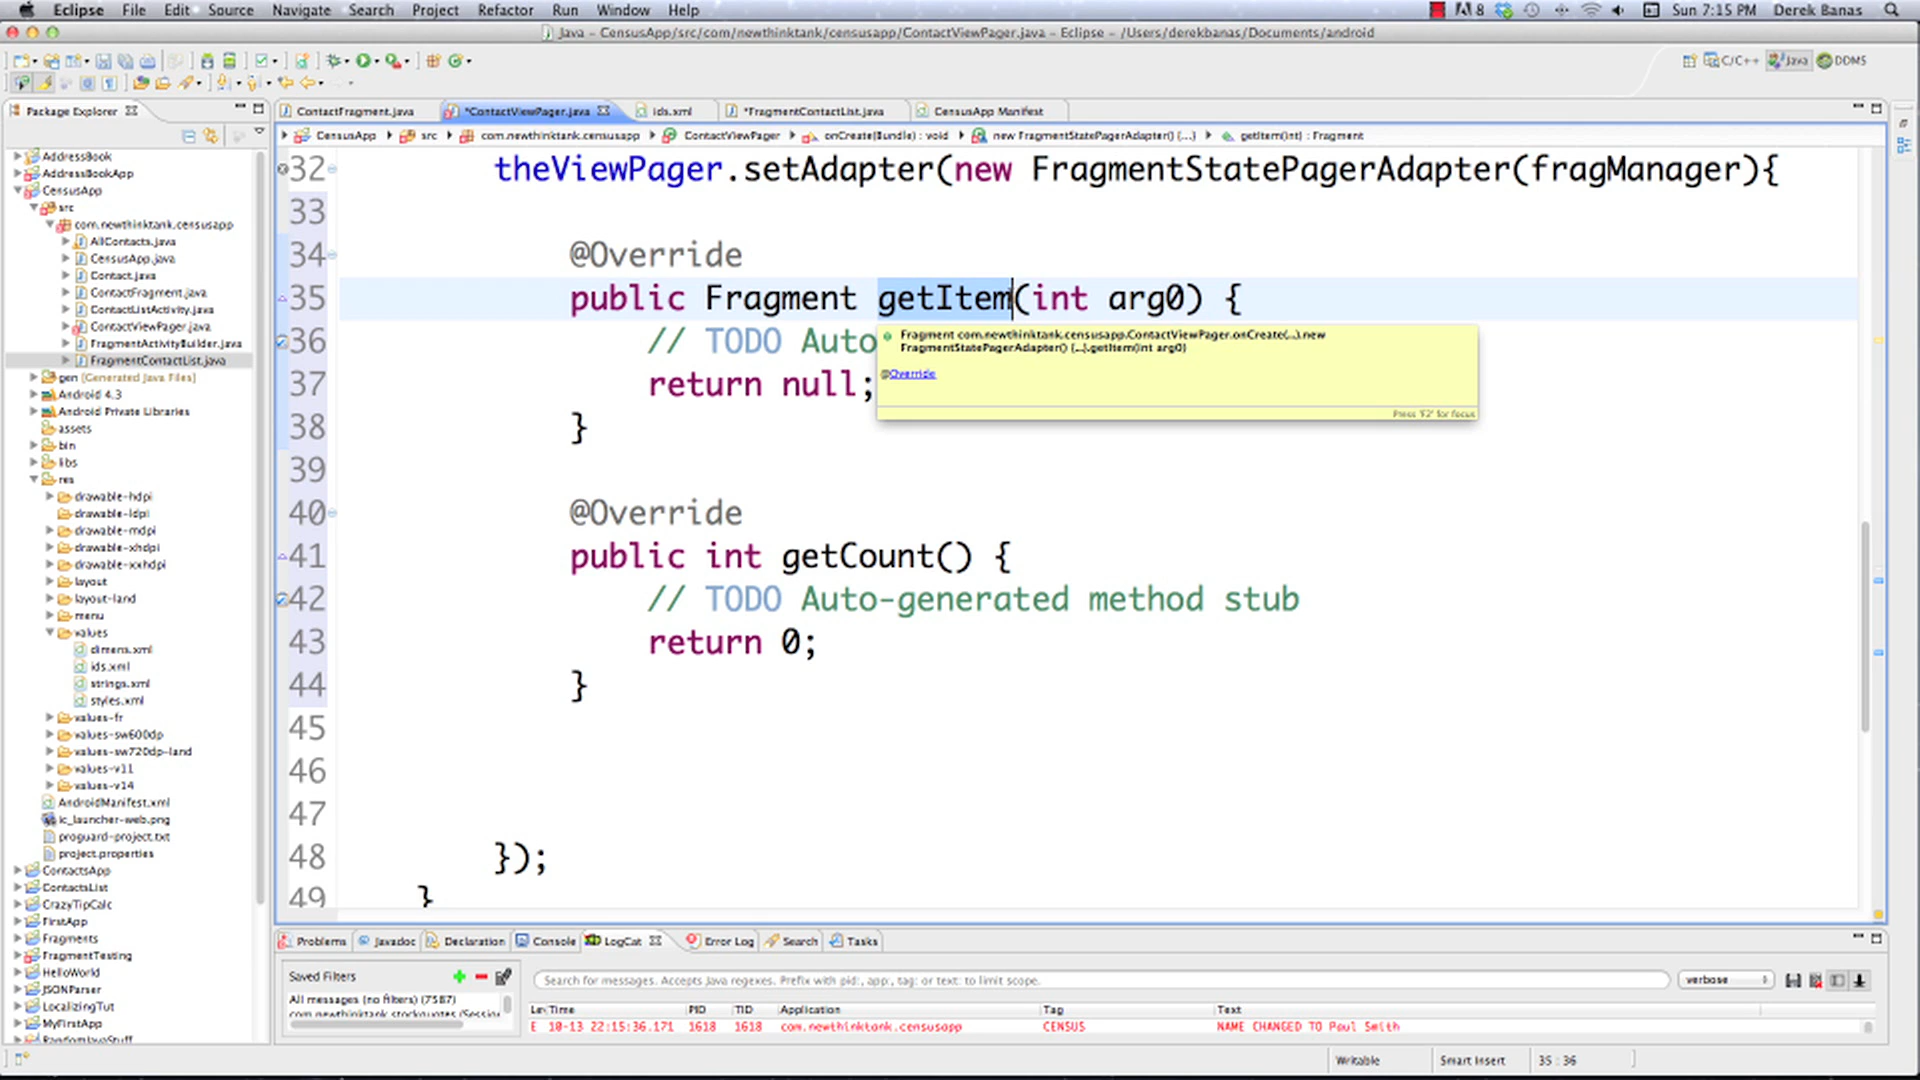 Eclipse File Edit Source Navigate Search Project Refactor Run Window Help 8 Sun 7:15 PM Derek Banas
Java – CensusApp/src/com/newthinktank/censusapp/ContactViewPager.java – Eclipse – /Users/derekbanas/Documents/android
C/C++ Java DDMS
Package Explorer
ContactFragment.java *ContactViewPager.java ids.xml *FragmentContactList.java CensusApp Manifest
CensusApp src com.newthinktank.censusapp ContactViewPager onCreate(Bundle) : void new FragmentStatePagerAdapter() {...} getItem(int) : Fragment
AddressBook
AddressBookApp
CensusApp
src
com.newthinktank.censusapp
AllContacts.java
CensusApp.java
Contact.java
ContactFragment.java
ContactListActivity.java
ContactViewPager.java
FragmentActivityBuilder.java
FragmentContactList.java
gen [Generated Java Files]
Android 4.3
Android Private Libraries
assets
bin
libs
res
drawable-hdpi
drawable-ldpi
drawable-mdpi
drawable-xhdpi
drawable-xxhdpi
layout
layout-land
menu
values
dimens.xml
ids.xml
strings.xml
styles.xml
values-fr
values-sw600dp
values-sw720dp-land
values-v11
values-v14
AndroidManifest.xml
ic_launcher-web.png
proguard-project.txt
project.properties
ContactsApp
ContactsList
CrazyTipCalc
FirstApp
Fragments
FragmentTesting
HelloWorld
JSONParser
LocalizingTut
MyFirstApp
RandomJavaStuff
32 theViewPager.setAdapter(new FragmentStatePagerAdapter(fragManager){
33
34 @Override
35 public Fragment getItem(int arg0) {
36 // TODO Auto
37 return null;
38 }
39
40 @Override
41 public int getCount() {
42 // TODO Auto-generated method stub
43 return 0;
44 }
45
46
47
48 });
49 }
Fragment com.newthinktank.censusapp.ContactViewPager.onCreate(...).new
FragmentStatePagerAdapter() {...}.getItem(int arg0)
@Override
Press 'F2' for focus
Problems Javadoc Declaration Console LogCat Error Log Search Tasks
Saved Filters
All messages (no filters) (7587)
com.newthinktank.stockquotes (Session
Search for messages. Accepts Java regexes. Prefix with pid:, app:, tag: or text: to limit scope.
verbose
Le Time PID TID Application Tag Text
E 10-13 22:15:36.171 1618 1618 com.newthinktank.censusapp CENSUS NAME CHANGED TO Paul Smith
Writable Smart Insert 35 : 36